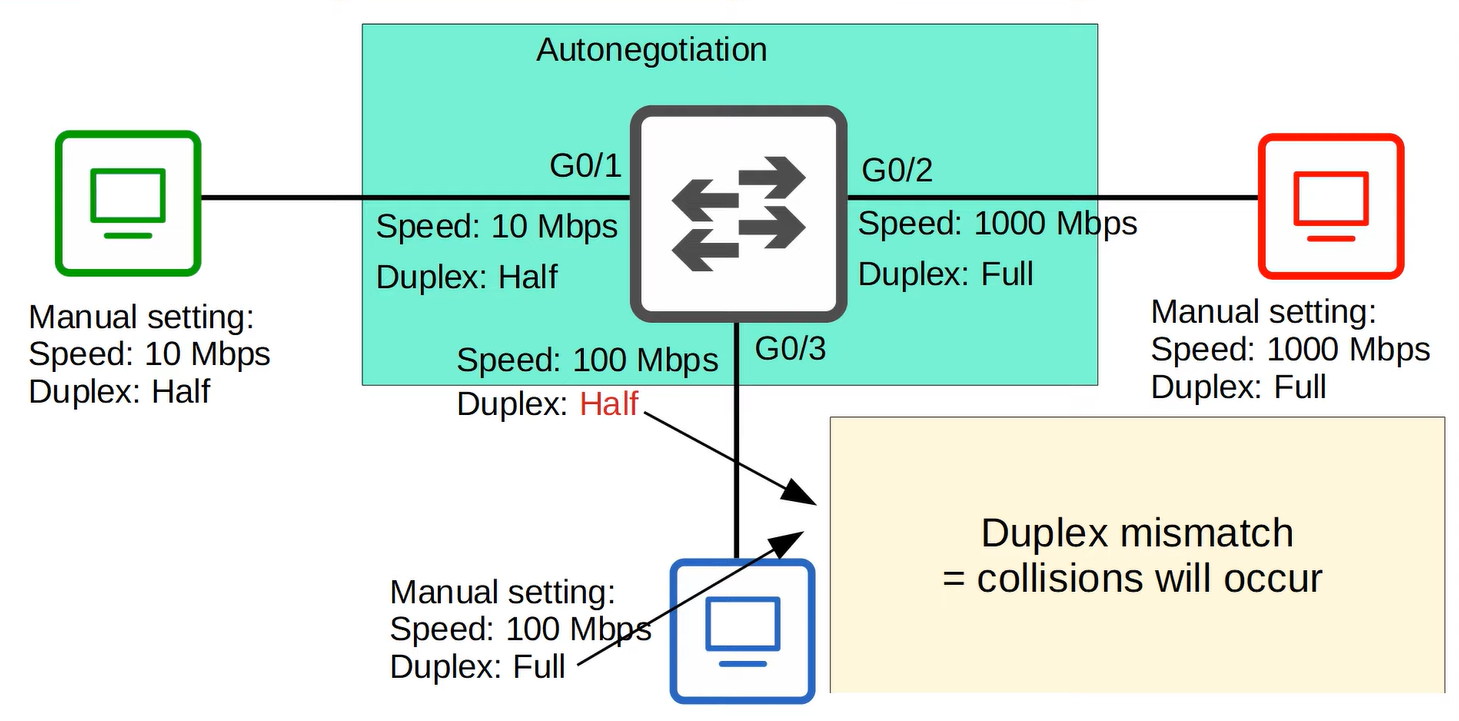 Autonegotiation
G0/1
G0/2
Speed: 10 Mbps
Duplex: Half
Speed: 1000 Mbps
Duplex: Full
Manual setting:
Speed: 10 Mbps
Duplex: Half
Manual setting:
Speed: 1000 Mbps
Duplex: Full
G0/3
Speed: 100 Mbps
Duplex: Half
Duplex mismatch
= collisions will occur
Manual setting:
Speed: 100 Mbps
Duplex: Full